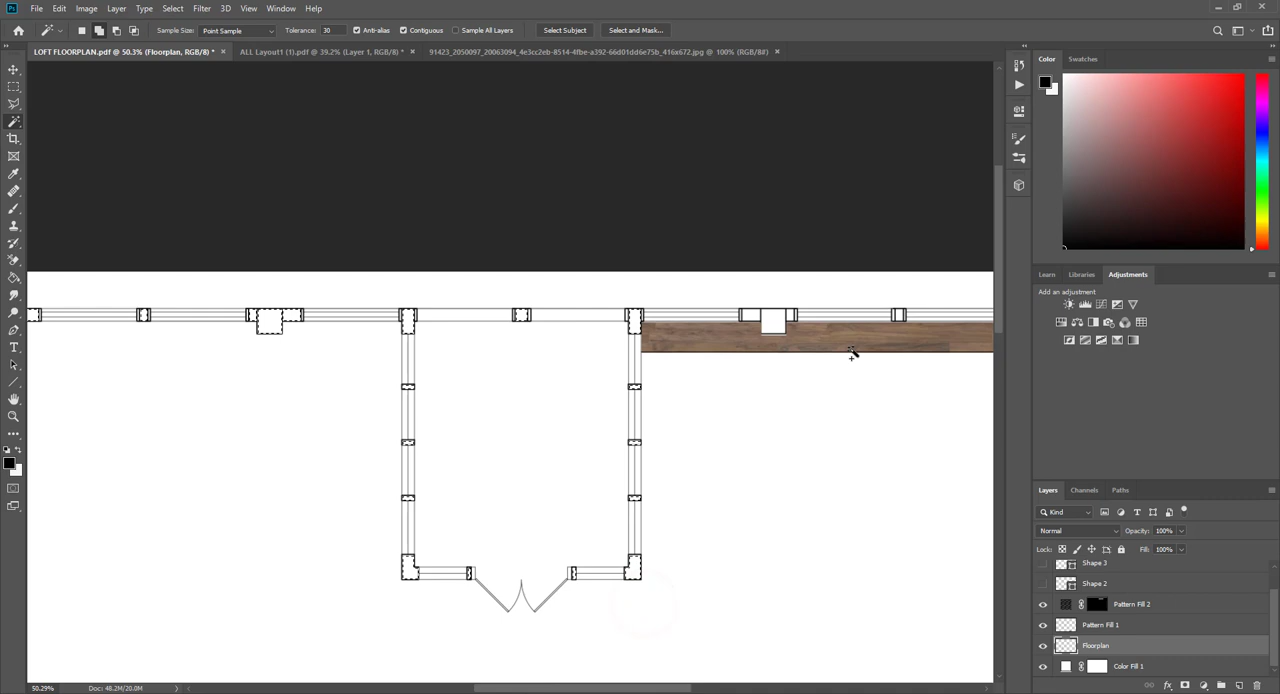 Ps File Edit Image Layer Type Select Filter 3D View Window Help
Sample Size: Point Sample Tolerance: 30 Anti-alias Contiguous Sample All Layers Select Subject Select and Mask...
LOFT FLOORPLAN.pdf @ 50.3% (Floorplan, RGB/8) * × ALL Layout1 (1).pdf @ 39.2% (Layer 1, RGB/8) * × 91423_2050097_20063094_4e3cc2eb-8514-4fbe-a392-66d01dd6e75b_416x672.jpg @ 100% (RGB/8#) ×
Color Swatches
Learn Libraries Adjustments
Add an adjustment
Layers Channels Paths
Kind
Normal Opacity: 100%
Lock: Fill: 100%
Shape 3
Shape 2
Pattern Fill 2
Pattern Fill 1
Floorplan
Color Fill 1
T
50.29% Doc: 48.2M/20.0M
fx